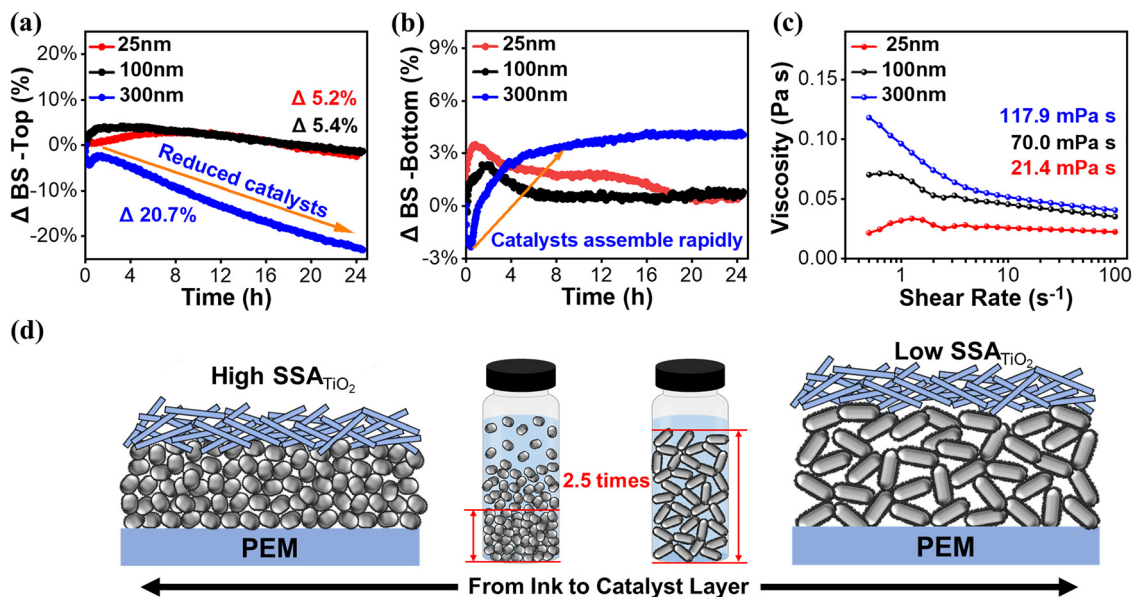 (a)
25nm
100nm
300nm
Δ 5.2%
Δ 5.4%
Reduced catalysts
Δ 20.7%
Δ BS -Top (%)
20%
10%
0%
-10%
-20%
0 4 8 12 16 20 24
Time (h)
(b)
25nm
100nm
300nm
Catalysts assemble rapidly
Δ BS -Bottom (%)
9%
6%
3%
0%
-3%
0 4 8 12 16 20 24
Time (h)
(c)
25nm
100nm
300nm
117.9 mPa s
70.0 mPa s
21.4 mPa s
Viscosity (Pa s)
0.15
0.10
0.05
0.00
1 10 100
Shear Rate (s⁻¹)
(d)
High SSA_TiO₂
PEM
2.5 times
Low SSA_TiO₂
PEM
From Ink to Catalyst Layer